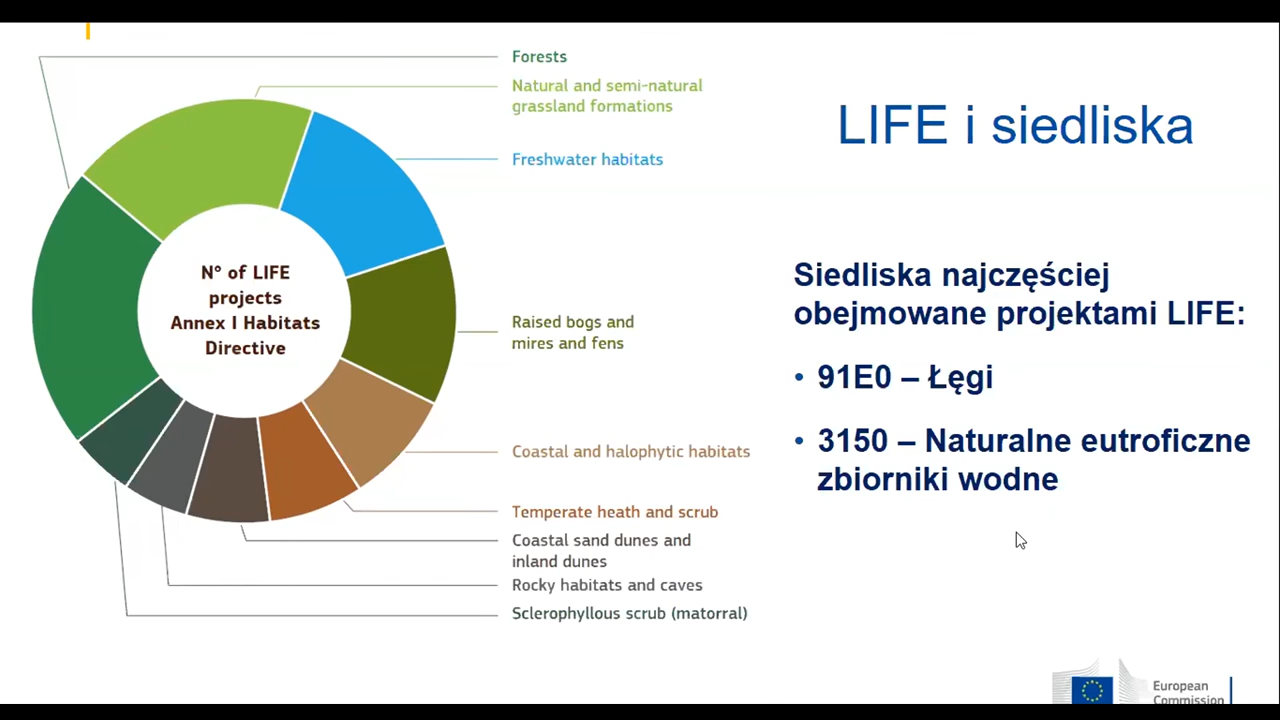 Forests
Natural and semi-natural
grassland formations
Freshwater habitats
N° of LIFE
projects
Annex I Habitats
Directive
Raised bogs and
mires and fens
Coastal and halophytic habitats
Temperate heath and scrub
Coastal sand dunes and
inland dunes
Rocky habitats and caves
Sclerophyllous scrub (matorral)
LIFE i siedliska
Siedliska najczęściej
obejmowane projektami LIFE:
• 91E0 – Łęgi
• 3150 – Naturalne eutroficzne
zbiorniki wodne
European
Commission